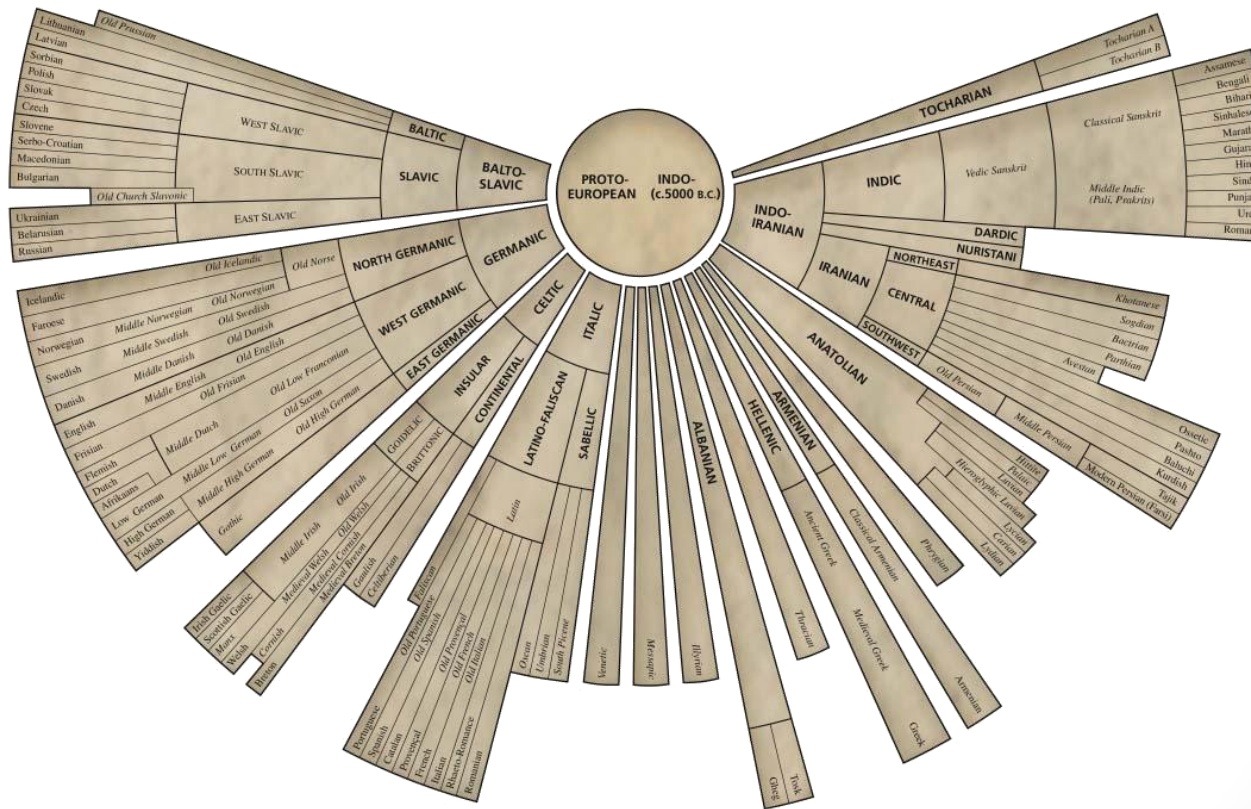 PROTO- INDO-
EUROPEAN (c.5000 B.C.)
BALTO-
SLAVIC
BALTIC
Old Prussian
Lithuanian
Latvian
SLAVIC
WEST SLAVIC
Sorbian
Polish
Slovak
Czech
SOUTH SLAVIC
Slovene
Serbo-Croatian
Macedonian
Bulgarian
Old Church Slavonic
EAST SLAVIC
Ukrainian
Belarusian
Russian
GERMANIC
NORTH GERMANIC
Old Norse
Old Icelandic
Icelandic
Faroese
Old Norwegian
Middle Norwegian
Norwegian
Old Swedish
Middle Swedish
Swedish
Old Danish
Middle Danish
Danish
WEST GERMANIC
Old English
Middle English
English
Old Frisian
Frisian
Old Low Franconian
Middle Dutch
Flemish
Dutch
Afrikaans
Old Saxon
Middle Low German
Low German
Old High German
Middle High German
High German
Yiddish
EAST GERMANIC
Gothic
CELTIC
INSULAR
GOIDELIC
Old Irish
Middle Irish
Irish Gaelic
Scottish Gaelic
Manx
BRITTONIC
Old Welsh
Medieval Welsh
Welsh
Medieval Cornish
Cornish
Medieval Breton
Breton
CONTINENTAL
Gaulish
Celtiberian
ITALIC
LATINO-FALISCAN
Faliscan
Latin
Old Portuguese
Old Spanish
Old Provençal
Old French
Old Italian
Portuguese
Spanish
Catalan
Provençal
French
Italian
Rhaeto-Romance
Romanian
SABELLIC
Oscan
Umbrian
South Picene
Venetic
Messapic
Illyrian
ALBANIAN
Gheg
Tosk
Thracian
HELLENIC
Ancient Greek
Medieval Greek
Greek
ARMENIAN
Classical Armenian
Armenian
Phrygian
ANATOLIAN
Hittite
Palaic
Luvian
Hieroglyphic Luvian
Lycian
Carian
Lydian
INDO-
IRANIAN
IRANIAN
NORTHEAST
CENTRAL
SOUTHWEST
Khotanese
Sogdian
Bactrian
Parthian
Avestan
Ossetic
Pashto
Baluchi
Kurdish
Tajik
Modern Persian (Farsi)
Middle Persian
Old Persian
NURISTANI
DARDIC
INDIC
Vedic Sanskrit
Classical Sanskrit
Middle Indic
(Pali, Prakrits)
Assamese
Bengali
Bihari
Sinhales
Marat
Gujara
Hin
Sind
Punja
Ur
Roman
TOCHARIAN
Tocharian A
Tocharian B